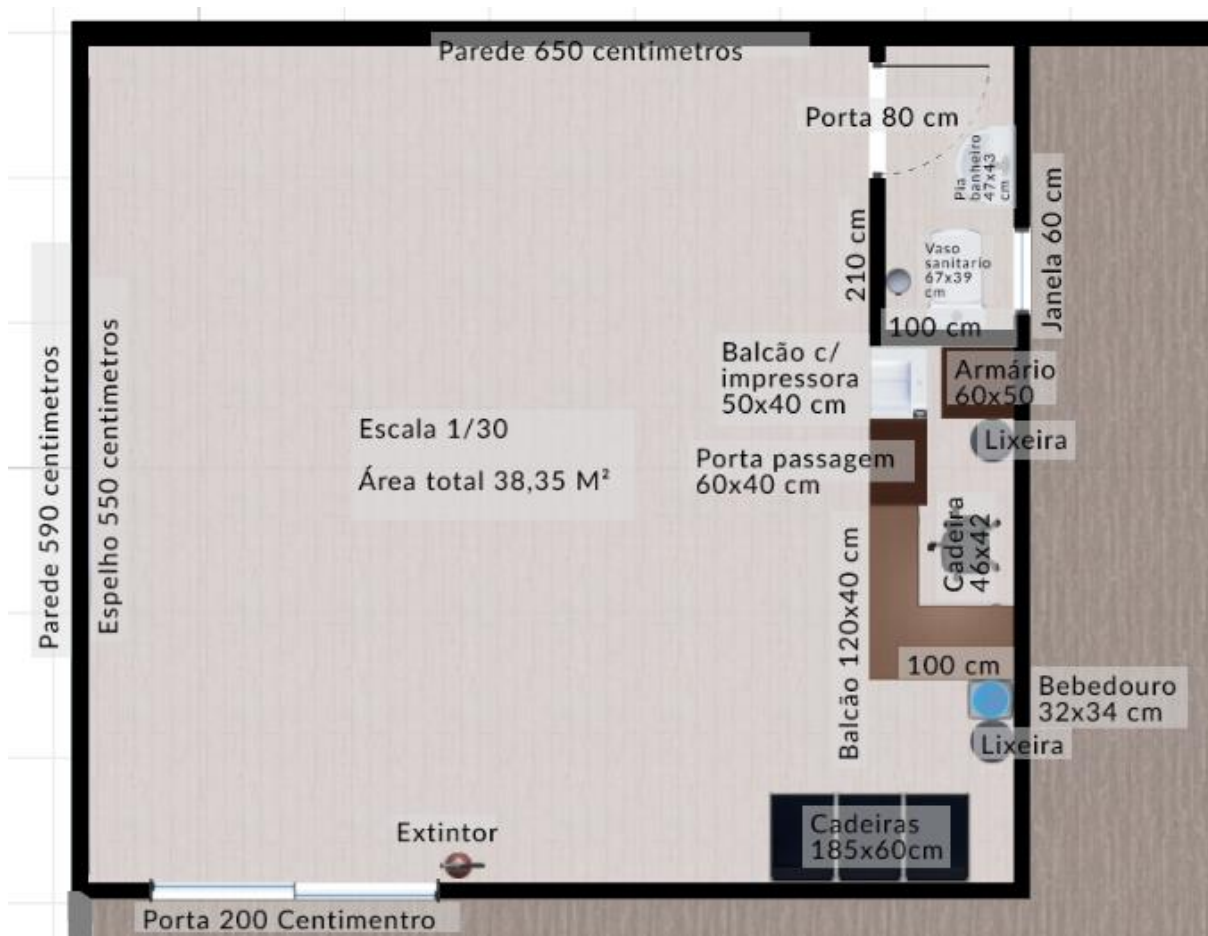 Parede 650 centimetros
Porta 80 cm
Pia
banheiro
47x43
cm
Janela 60 cm
210 cm
Vaso
sanitario
67x39
cm
100 cm
Balcão c/
impressora
50x40 cm
Armário
60x50
Lixeira
Parede 590 centimetros
Espelho 550 centimetros
Escala 1/30
Área total 38,35 M²
Porta passagem
60x40 cm
Cadeira
46x42
Balcão 120x40 cm
100 cm
Bebedouro
32x34 cm
Lixeira
Cadeiras
185x60cm
Extintor
Porta 200 Centimentro